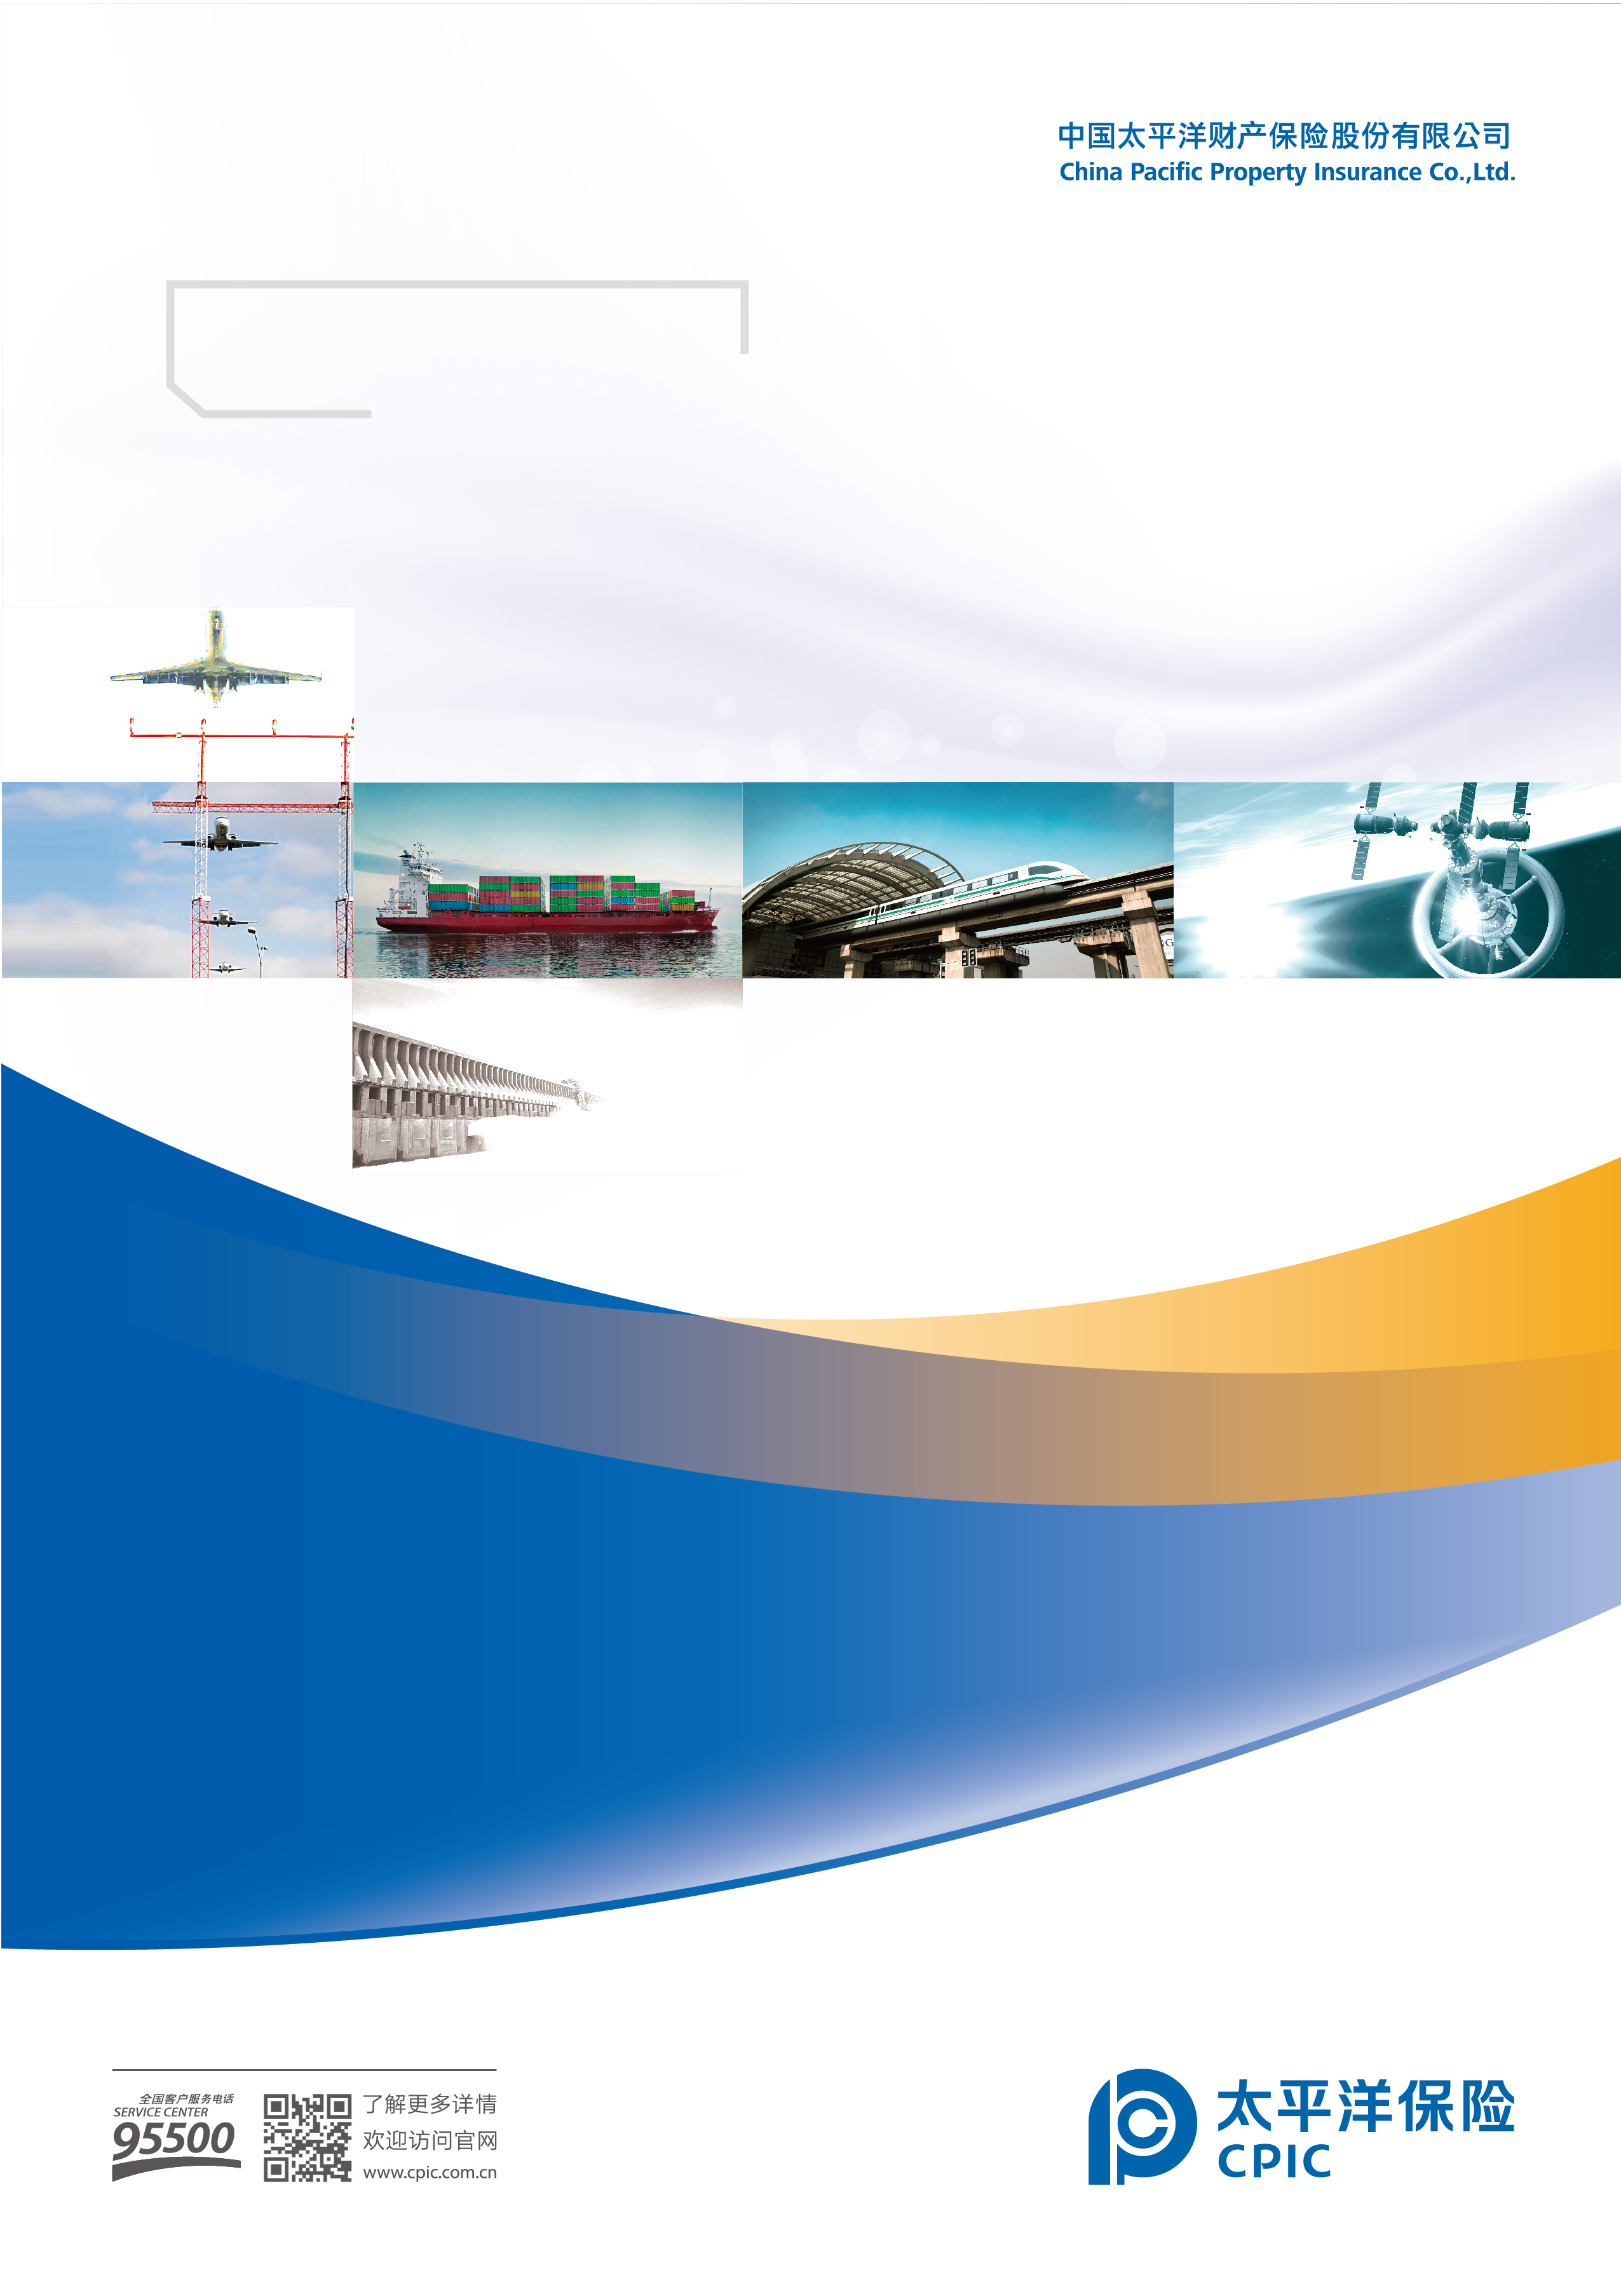 中国太平洋财产保险股份有限公司
China Pacific Property Insurance Co.,Ltd.
全国客户服务电话
SERVICE CENTER
95500
了解更多详情
欢迎访问官网
www.cpic.com.cn
太平洋保险
CPIC